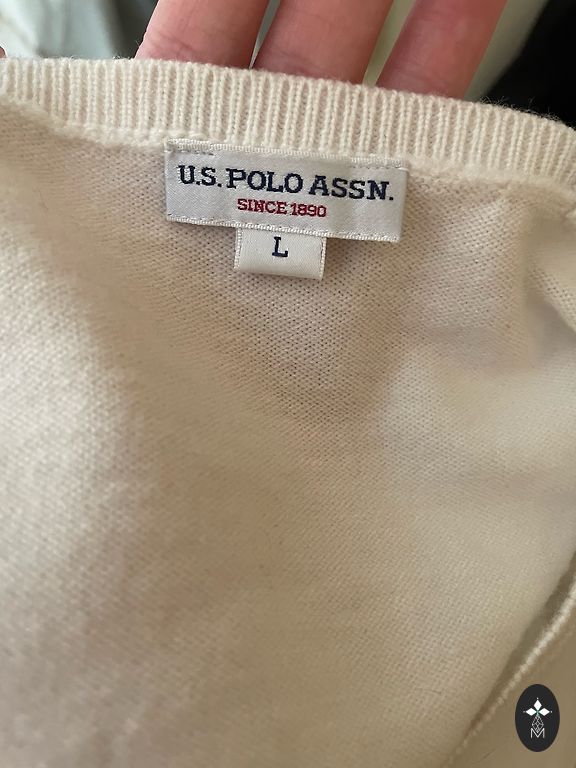 U.S. POLO ASSN.
SINCE 1890
L
M